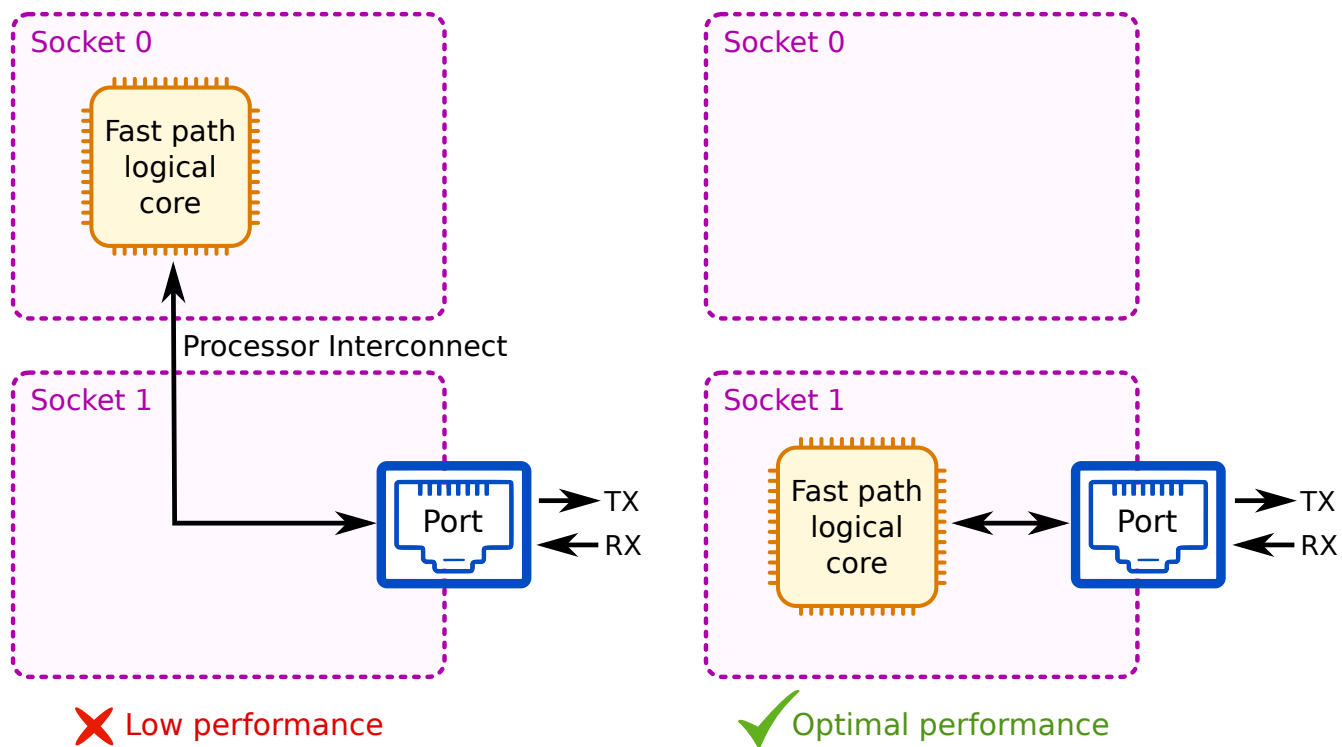 Socket 0
Fast path
logical
core
Processor Interconnect
Socket 1
Port
TX
RX
Low performance
Socket 0
Socket 1
Fast path
logical
core
Port
TX
RX
Optimal performance